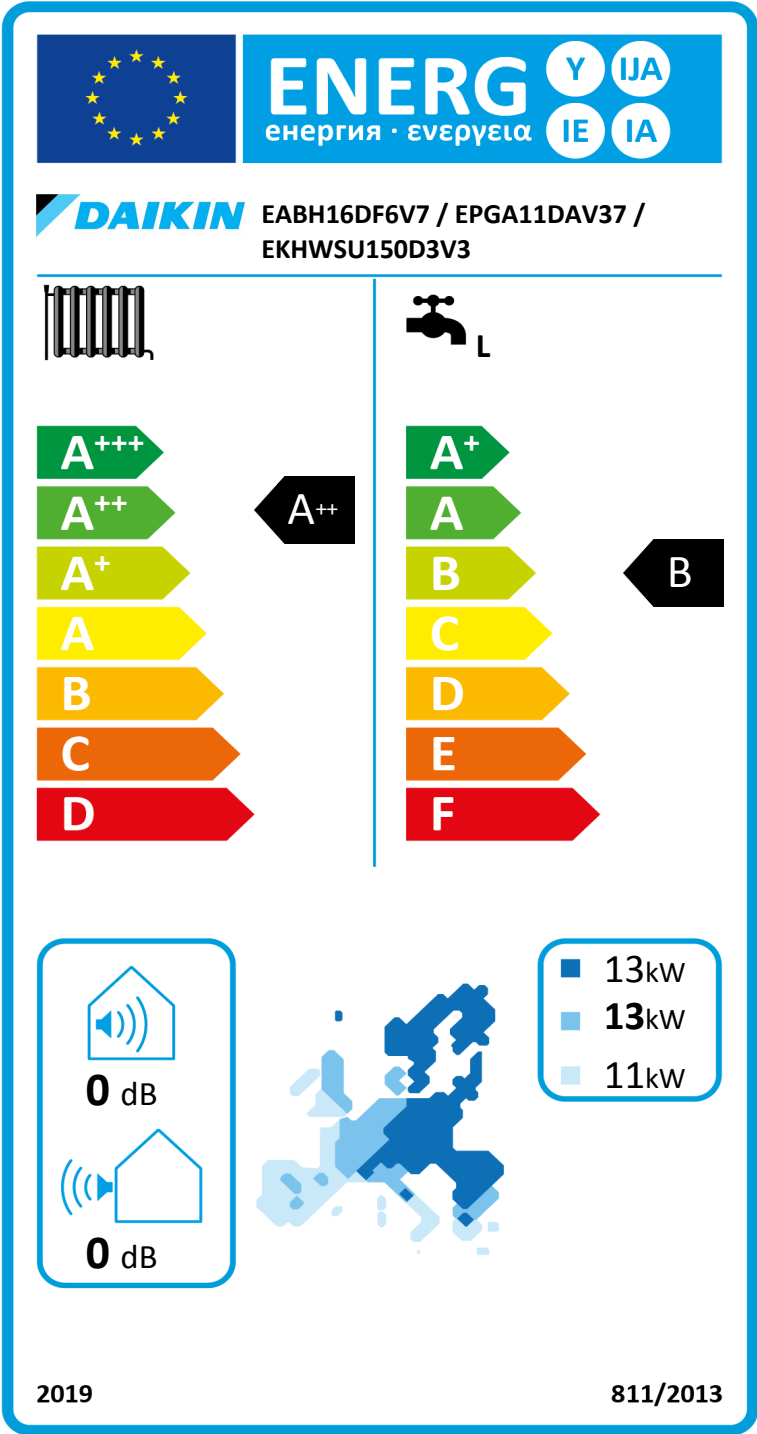 ENERG
енергия · ενεργεια
Y
IJA
IE
IA
DAIKIN
EABH16DF6V7 / EPGA11DAV37 /
EKHWSU150D3V3
L
A+++
A++
A+
A
B
C
D
A++
A+
A
B
C
D
E
F
B
0 dB
0 dB
13kW
13kW
11kW
2019
811/2013